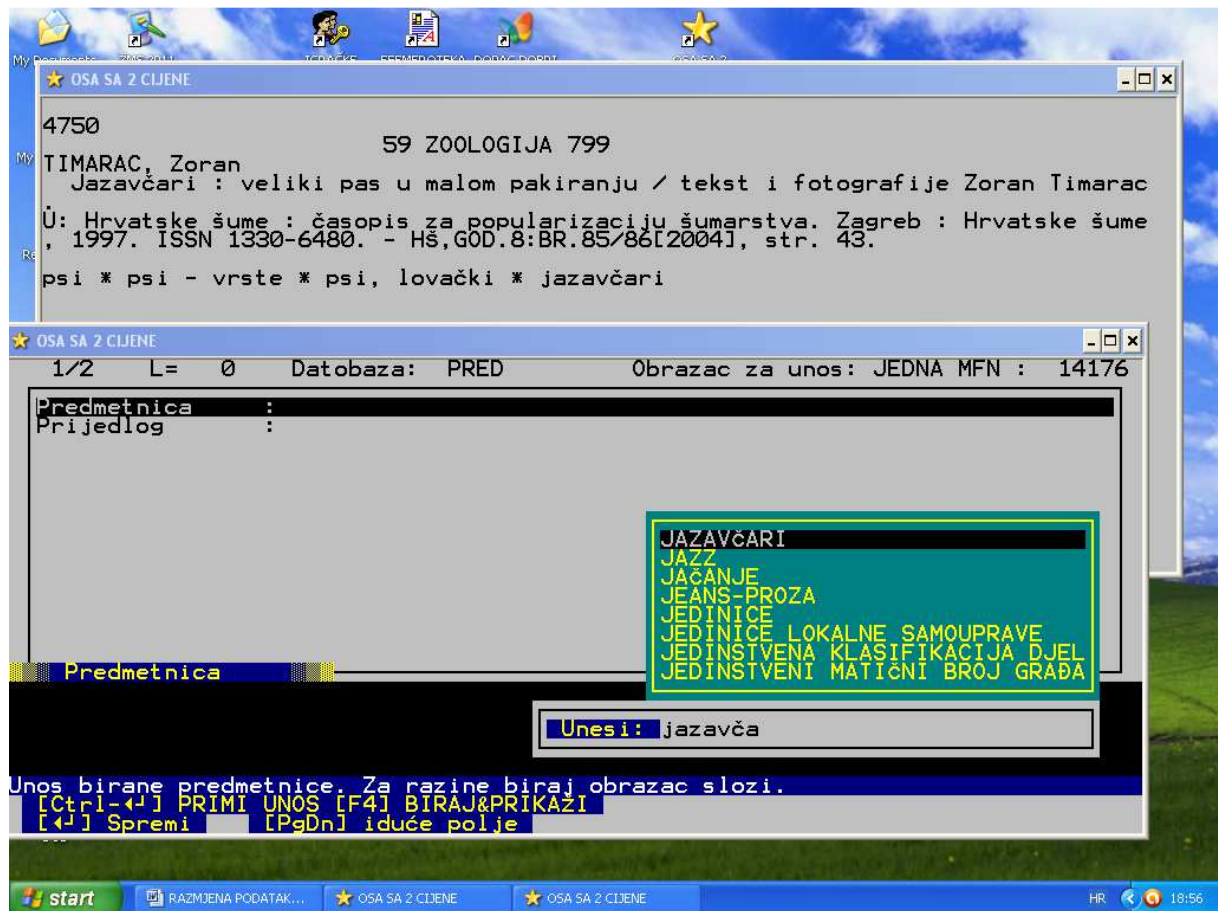 My Documents
OSA SA 2 CIJENE
4750
59 ZOOLOGIJA 799
My
TIMARAC, Zoran
Jazavčari : veliki pas u malom pakiranju / tekst i fotografije Zoran Timarac
.
U: Hrvatske šume : časopis za popularizaciju šumarstva. Zagreb : Hrvatske šume
, 1997. ISSN 1330-6480. - Hš,GOD.8:BR.85/86[2004], str. 43.
Re
psi * psi - vrste * psi, lovački * jazavčari
OSA SA 2 CIJENE
1/2 L= 0 Datobaza: PRED Obrazac za unos: JEDNA MFN : 14176
Predmetnica :
Prijedlog :
JAZAVčARI
JAZZ
JAčANJE
JEANS-PROZA
JEDINICE
JEDINICE LOKALNE SAMOUPRAVE
JEDINSTVENA KLASIFIKACIJA DJEL
JEDINSTVENI MATIčNI BROJ GRAĐA
Predmetnica
Unesi: jazavča
Unos birane predmetnice. Za razine biraj obrazac slozi.
[Ctrl-↵] PRIMI UNOS [F4] BIRAJ&PRIKAŽI
[↵] Spremi [PgDn] iduće polje
start RAZMJENA PODATAK... OSA SA 2 CIJENE OSA SA 2 CIJENE HR 18:56